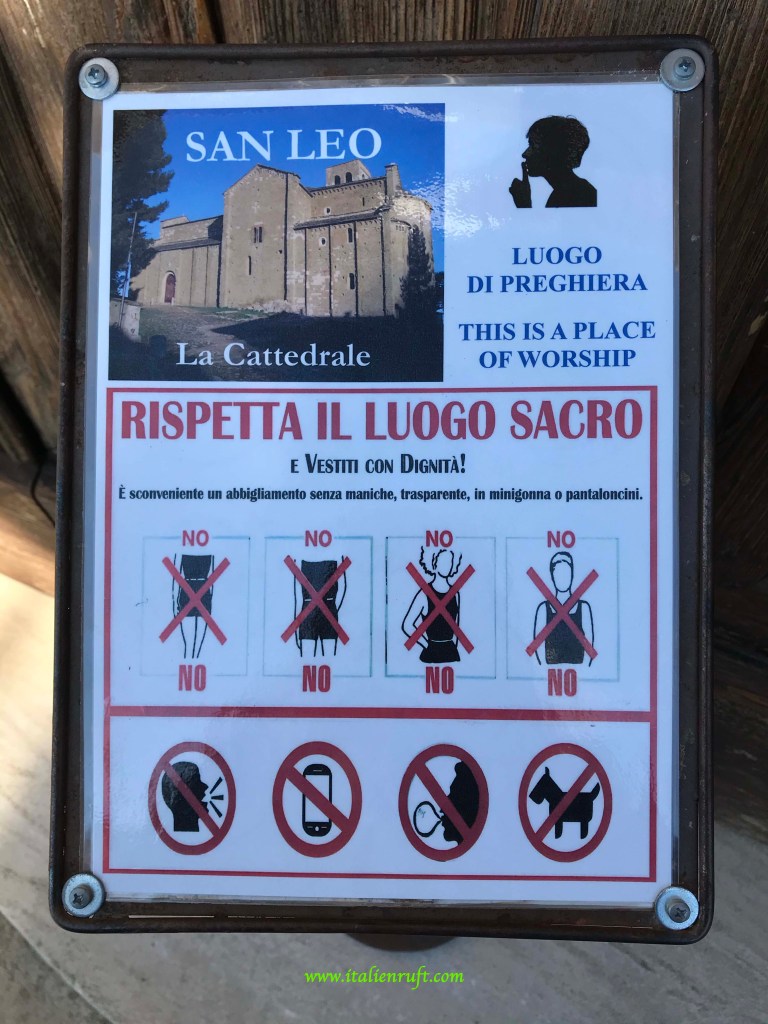 SAN LEO
La Cattedrale
LUOGO
DI PREGHIERA
THIS IS A PLACE
OF WORSHIP
RISPETTA IL LUOGO SACRO
E VESTITI CON DIGNITÀ!
È SCONVENIENTE UN ABBIGLIAMENTO SENZA MANICHE, TRASPARENTE, IN MINIGONNA O PANTALONCINI.
NO NO NO NO
NO NO NO NO
www.italienruft.com